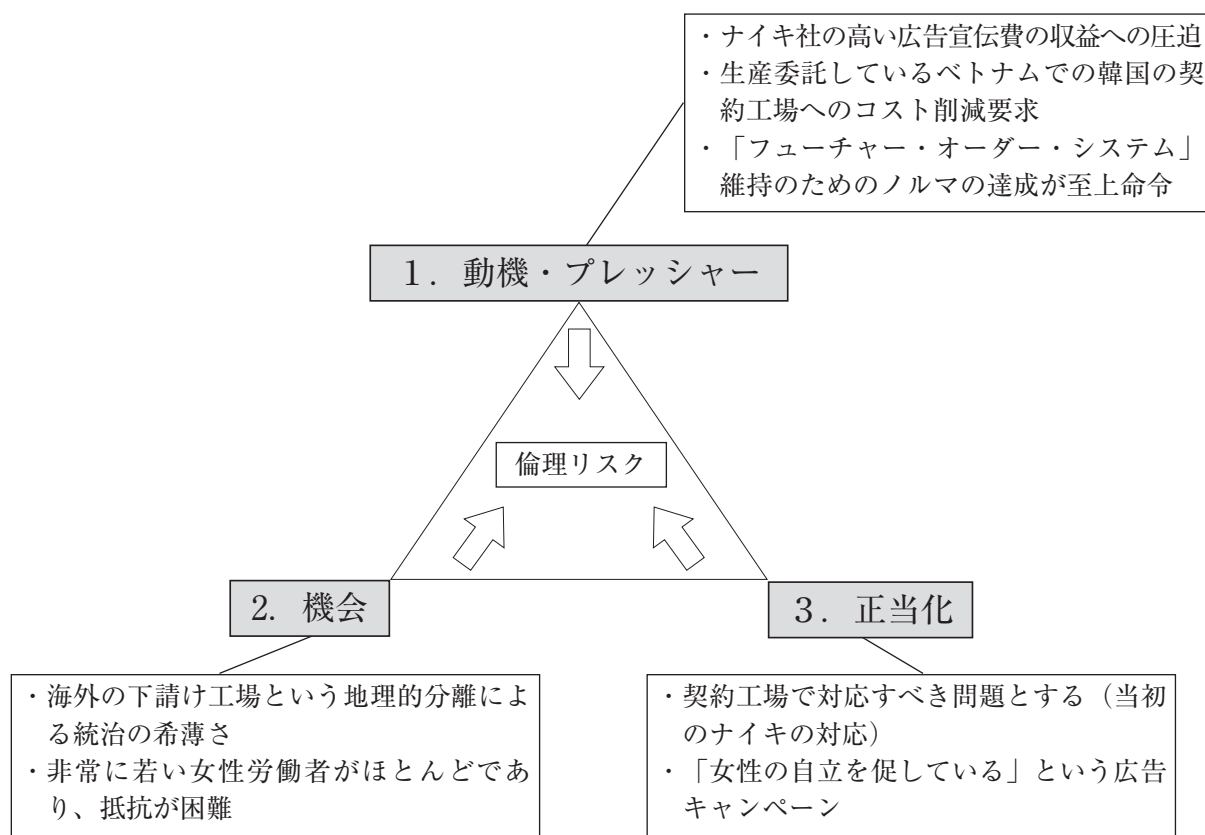 ・ナイキ社の高い広告宣伝費の収益への圧迫
・生産委託しているベトナムでの韓国の契
約工場へのコスト削減要求
・「フューチャー・オーダー・システム」
維持のためのノルマの達成が至上命令
1．動機・プレッシャー
倫理リスク
2．機会
3．正当化
・海外の下請け工場という地理的分離によ
る統治の希薄さ
・非常に若い女性労働者がほとんどであ
り、抵抗が困難
・契約工場で対応すべき問題とする（当初
のナイキの対応）
・「女性の自立を促している」という広告
キャンペーン